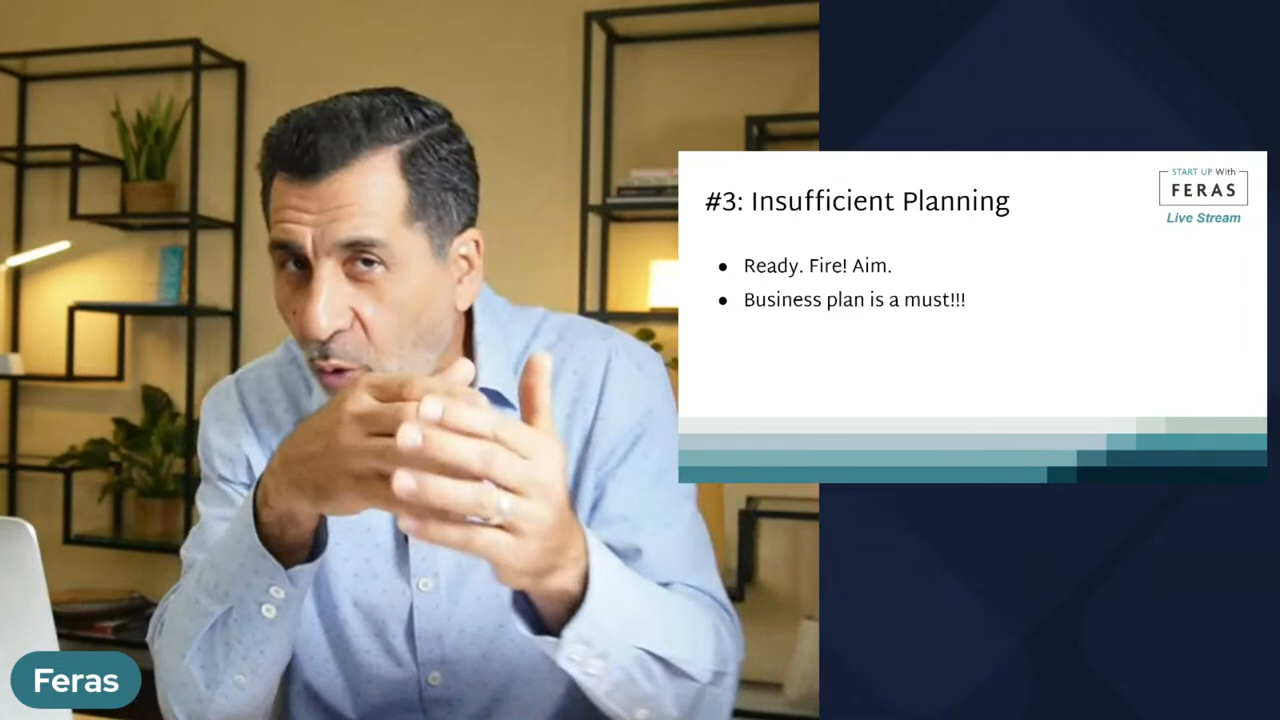 #3: Insufficient Planning
START UP With
FERAS
Live Stream
● Ready. Fire! Aim.
● Business plan is a must!!!
Feras